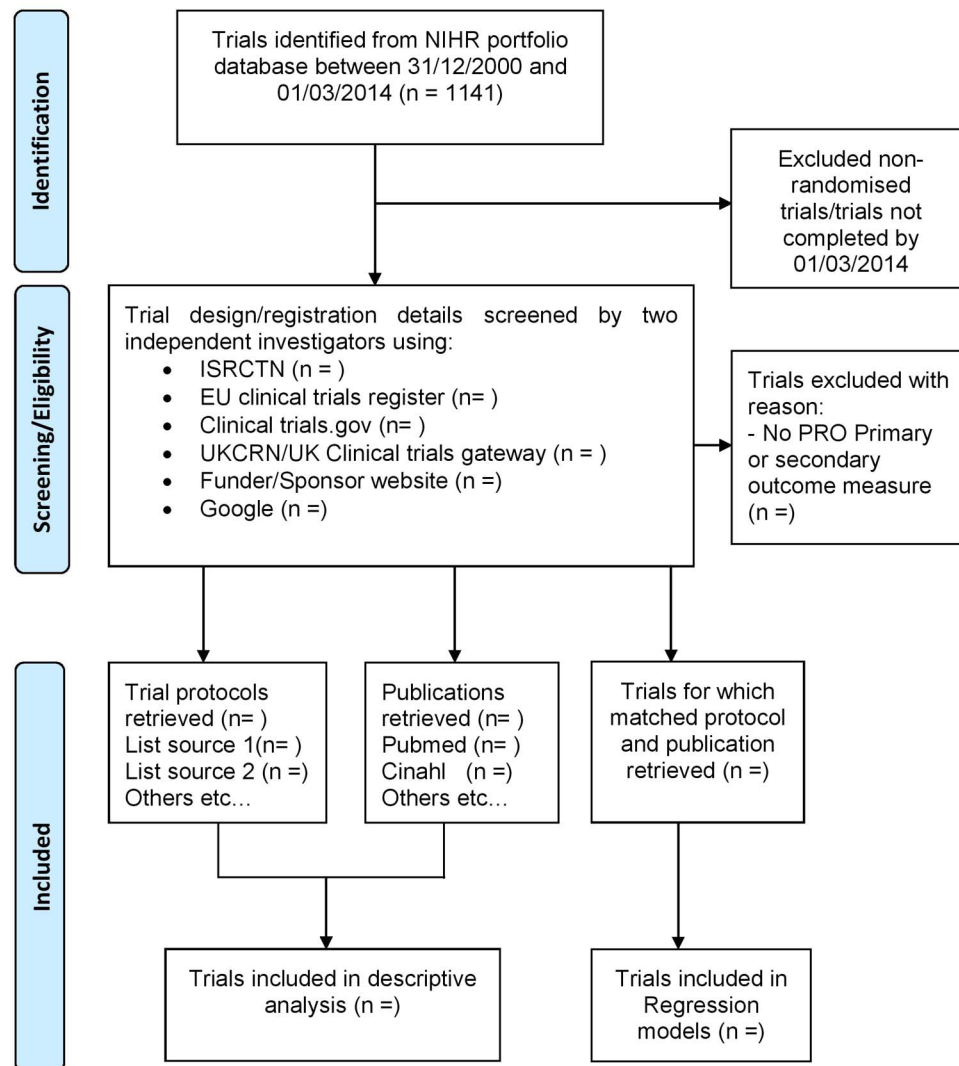 Identification
Trials identified from NIHR portfolio
database between 31/12/2000 and
01/03/2014 (n = 1141)
Excluded non-
randomised
trials/trials not
completed by
01/03/2014
Screening/Eligibility
Trial design/registration details screened by two
independent investigators using:
• ISRCTN (n = )
• EU clinical trials register (n= )
• Clinical trials.gov (n= )
• UKCRN/UK Clinical trials gateway (n = )
• Funder/Sponsor website (n =)
• Google (n =)
Trials excluded with
reason:
- No PRO Primary
or secondary
outcome measure
(n =)
Included
Trial protocols
retrieved (n= )
List source 1(n= )
List source 2 (n =)
Others etc…
Publications
retrieved (n= )
Pubmed (n= )
Cinahl (n =)
Others etc…
Trials for which
matched protocol
and publication
retrieved (n =)
Trials included in descriptive
analysis (n =)
Trials included in
Regression
models (n =)